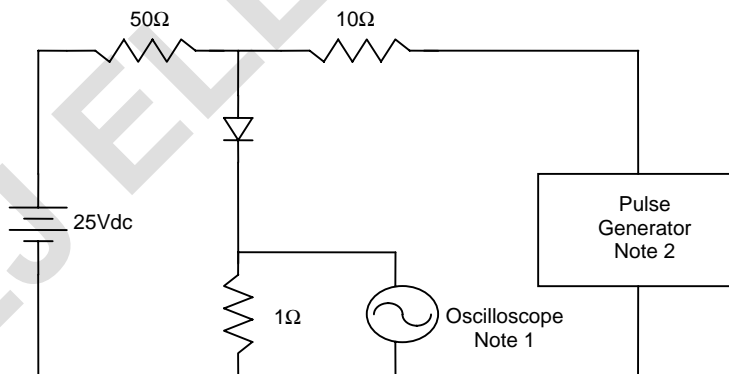 50Ω
10Ω
25Vdc
Pulse
Generator
Note 2
1Ω
Oscilloscope
Note 1